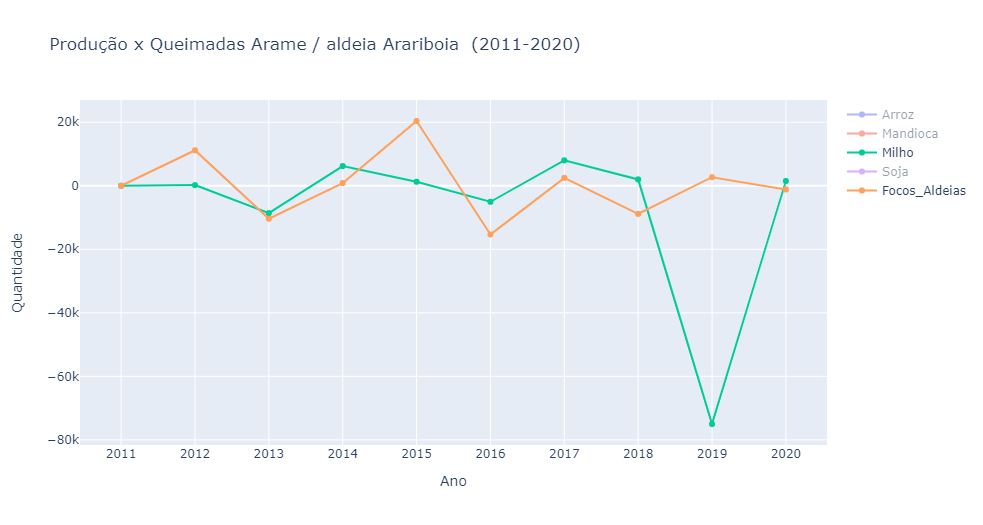 Produção x Queimadas Arame / aldeia Arariboia  (2011-2020)
20k
0
−20k
−40k
−60k
−80k
Quantidade
2011 2012 2013 2014 2015 2016 2017 2018 2019 2020
Ano
Arroz
Mandioca
Milho
Soja
Focos_Aldeias